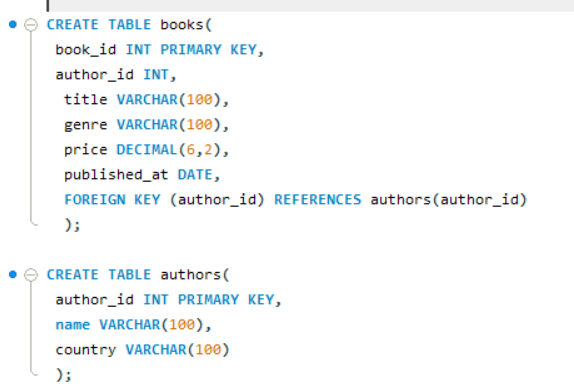 CREATE TABLE books(
book_id INT PRIMARY KEY,
author_id INT,
title VARCHAR(100),
genre VARCHAR(100),
price DECIMAL(6,2),
published_at DATE,
FOREIGN KEY (author_id) REFERENCES authors(author_id)
);
CREATE TABLE authors(
author_id INT PRIMARY KEY,
name VARCHAR(100),
country VARCHAR(100)
);